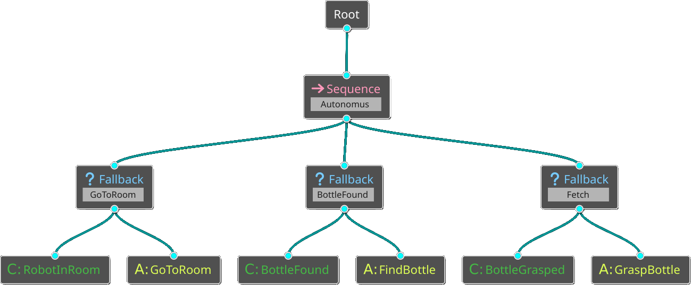 Root
→ Sequence
Autonomus
? Fallback
GoToRoom
? Fallback
BottleFound
? Fallback
Fetch
C: RobotInRoom
A: GoToRoom
C: BottleFound
A: FindBottle
C: BottleGrasped
A: GraspBottle